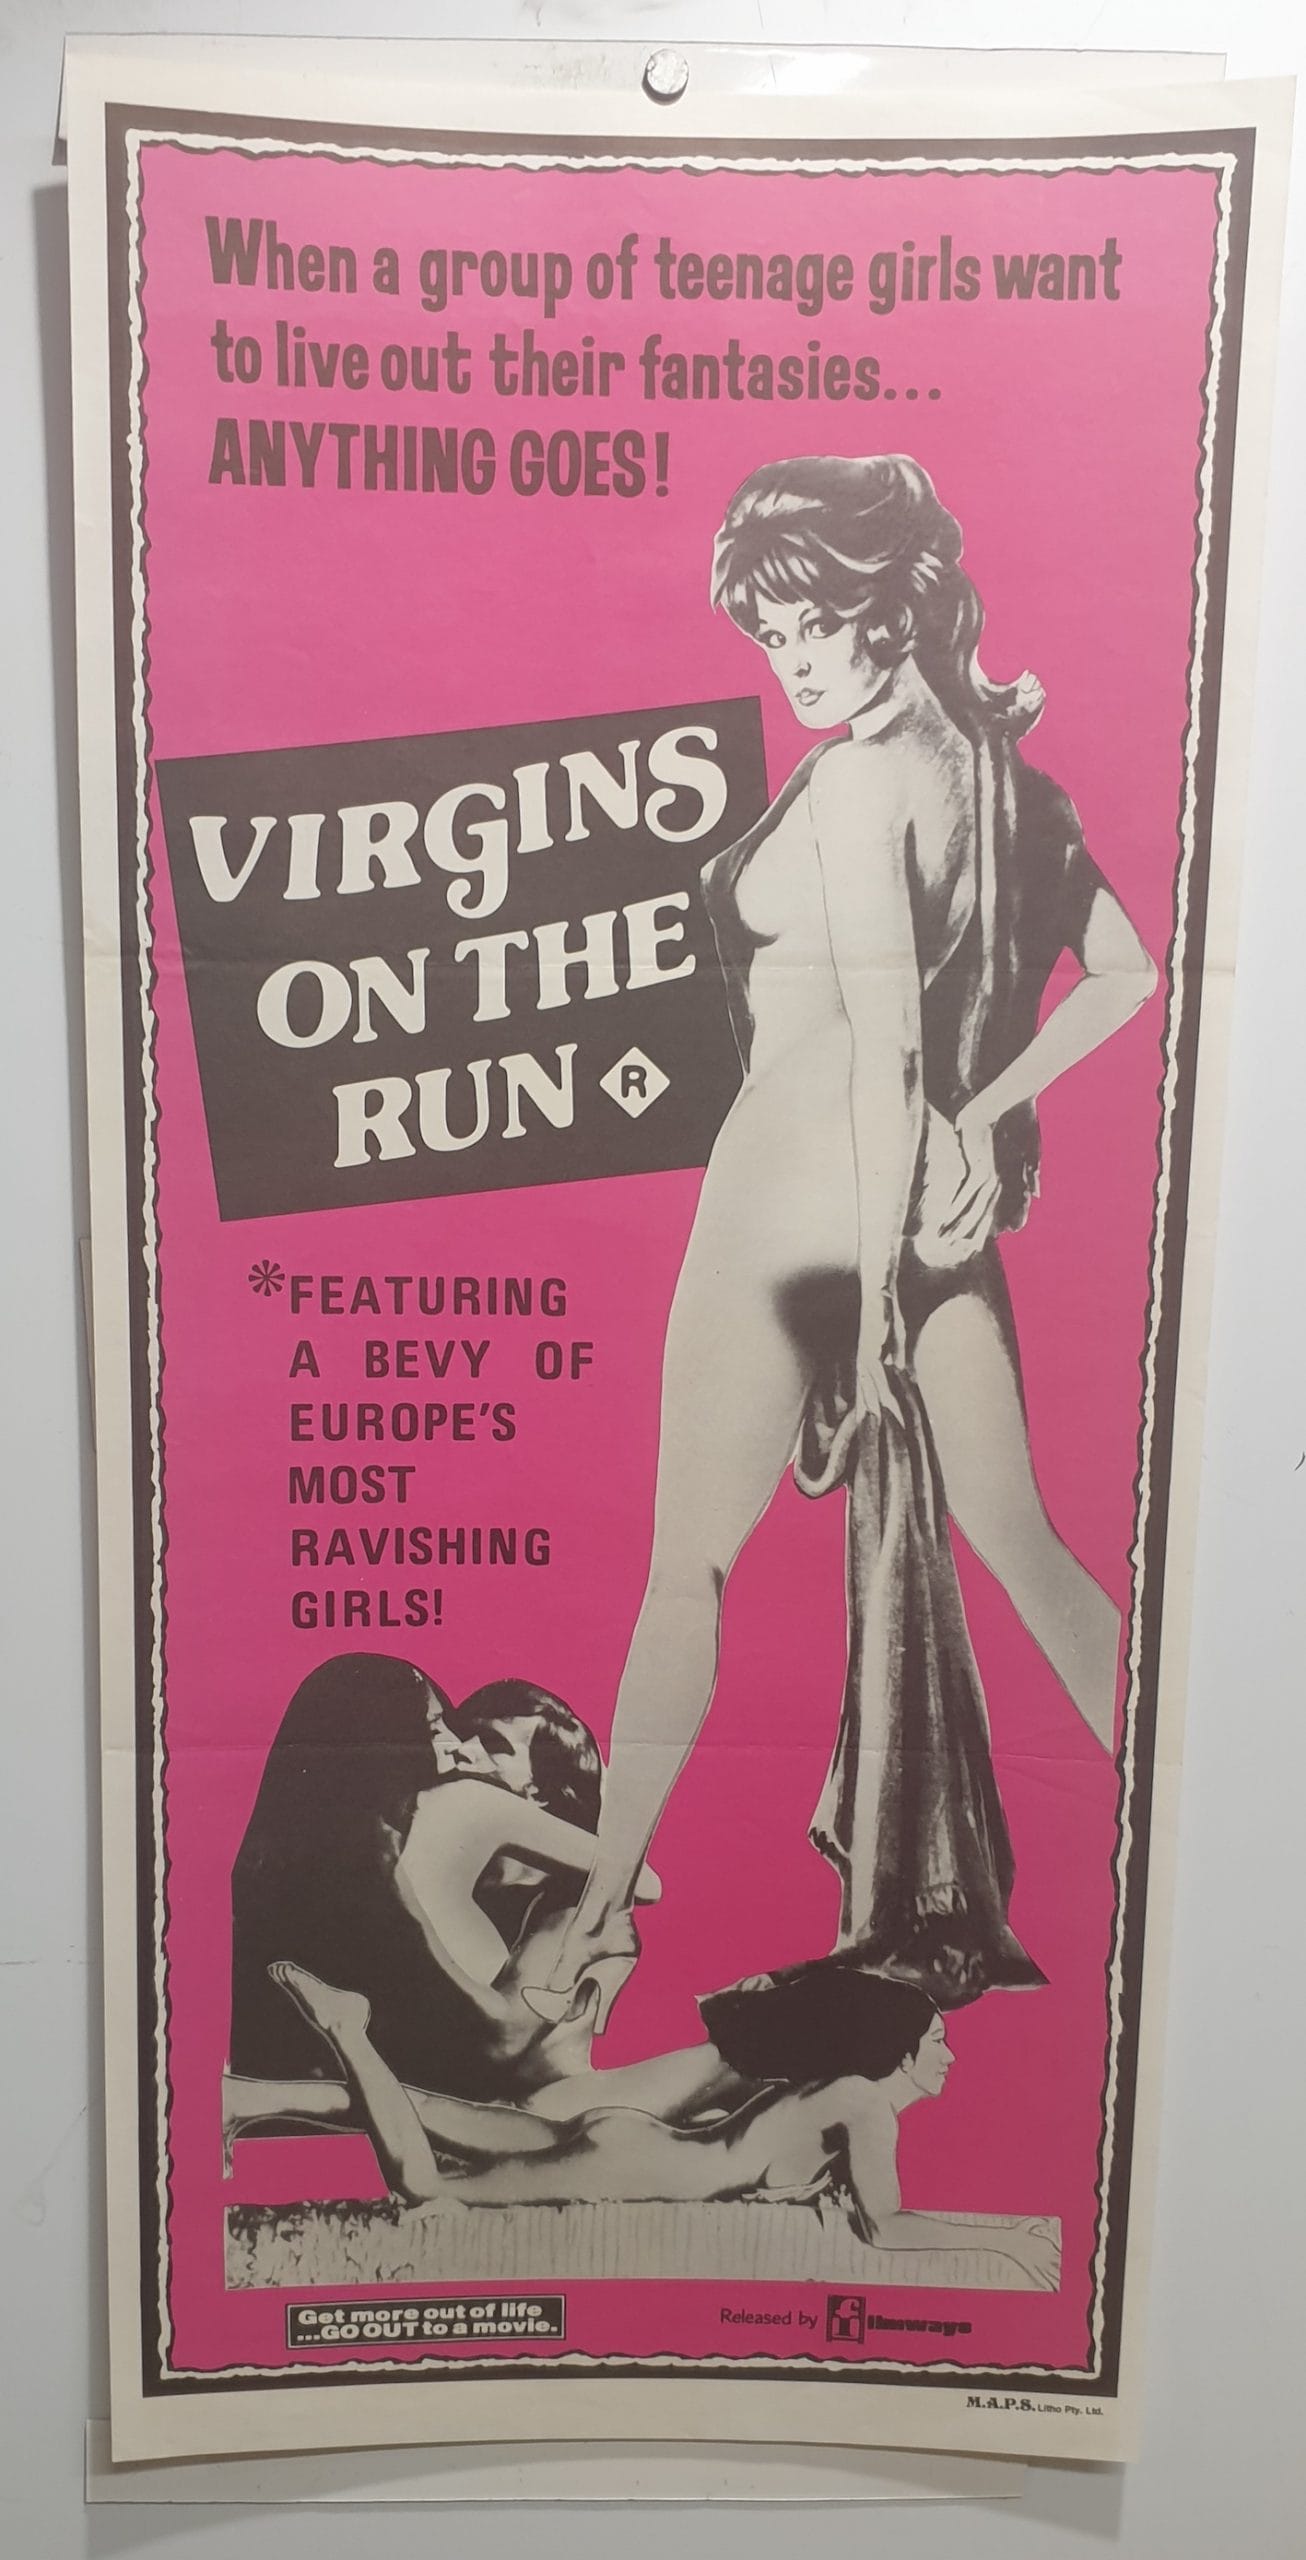 When a group of teenage girls want
to live out their fantasies...
ANYTHING GOES!
VIRGINS
ON THE
RUN R
*FEATURING
A BEVY OF
EUROPE'S
MOST
RAVISHING
GIRLS!
Get more out of life
...GO OUT to a movie.
Released by filmways
M.A.P.S. Litho Pty. Ltd.